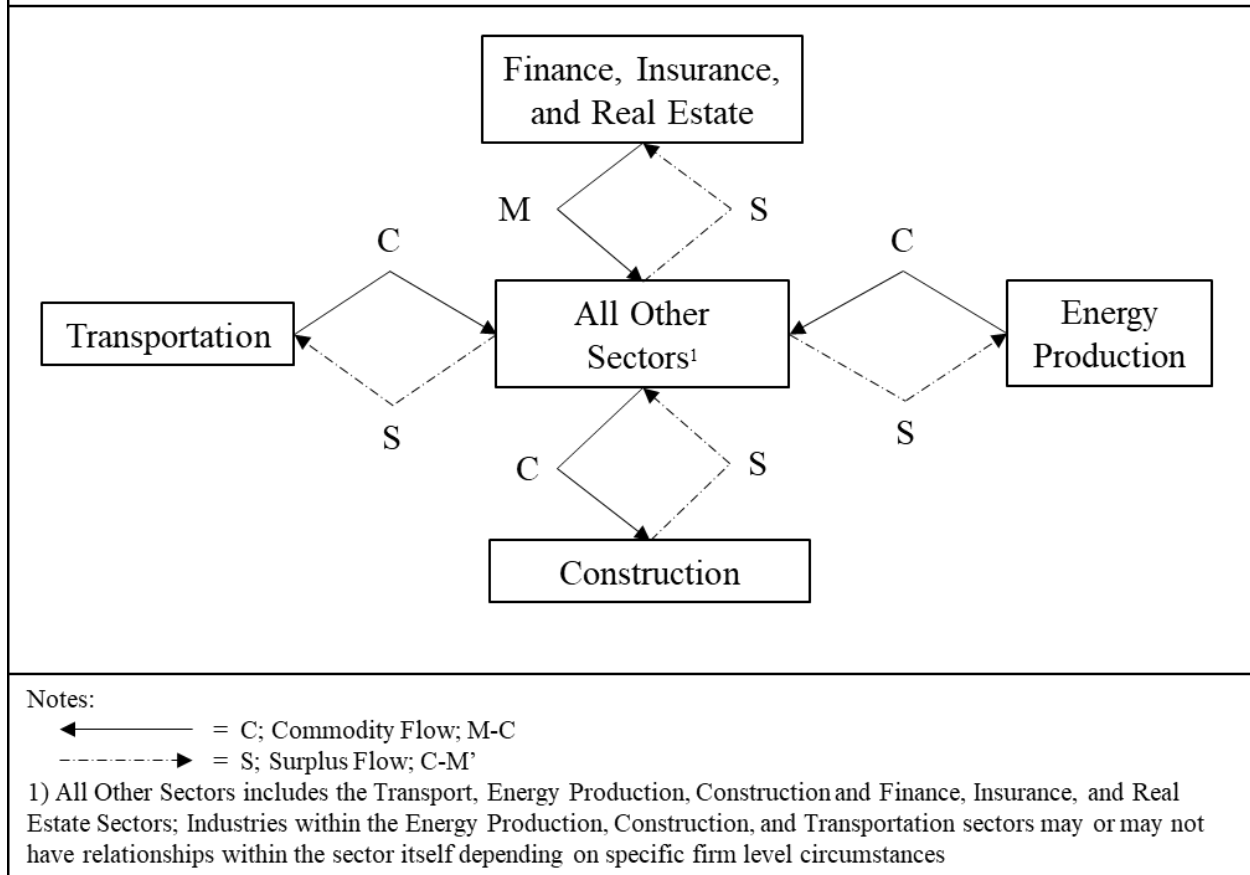 Finance, Insurance,
and Real Estate
M
S
C
C
Transportation
All Other
Sectors¹
Energy
Production
S
S
C
S
Construction
Notes:
= C; Commodity Flow; M-C
= S; Surplus Flow; C-M’
1) All Other Sectors includes the Transport, Energy Production, Construction and Finance, Insurance, and Real
Estate Sectors; Industries within the Energy Production, Construction, and Transportation sectors may or may not
have relationships within the sector itself depending on specific firm level circumstances